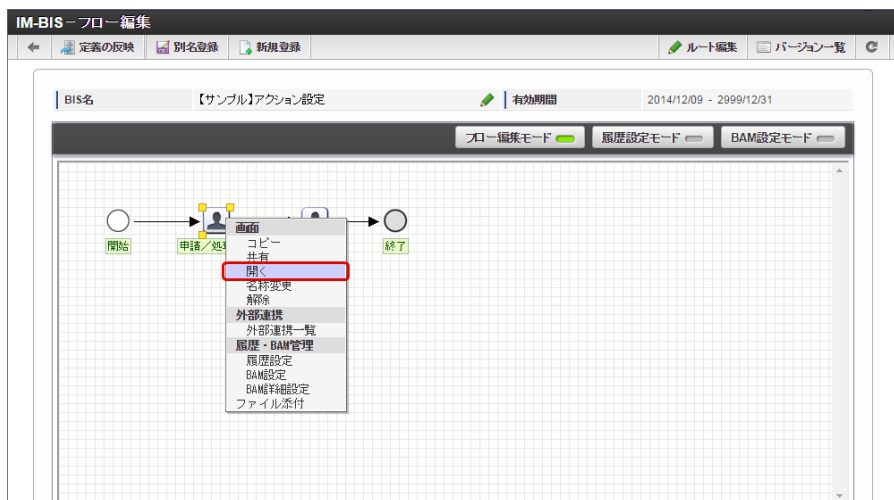 IM-BIS－フロー編集
定義の反映 別名登録 新規登録 ルート編集 バージョン一覧
BIS名 【サンプル】アクション設定 有効期間 2014/12/09 - 2999/12/31
フロー編集モード 履歴設定モード BAM設定モード
開始 申請／処理 終了
画面
コピー
共有
開く
名称変更
解除
外部連携
外部連携一覧
履歴・BAM管理
履歴設定
BAM設定
BAM詳細設定
ファイル添付